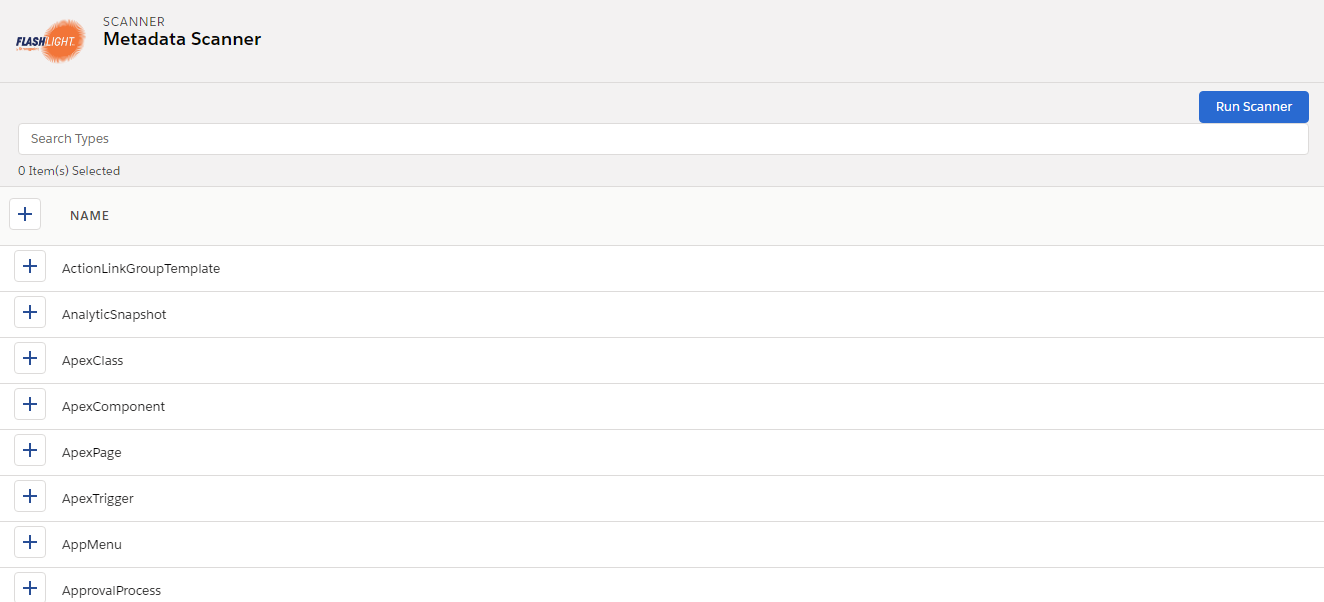 FLASHLIGHT
SCANNER
Metadata Scanner
Run Scanner
Search Types
0 Item(s) Selected
NAME
ActionLinkGroupTemplate
AnalyticSnapshot
ApexClass
ApexComponent
ApexPage
ApexTrigger
AppMenu
ApprovalProcess